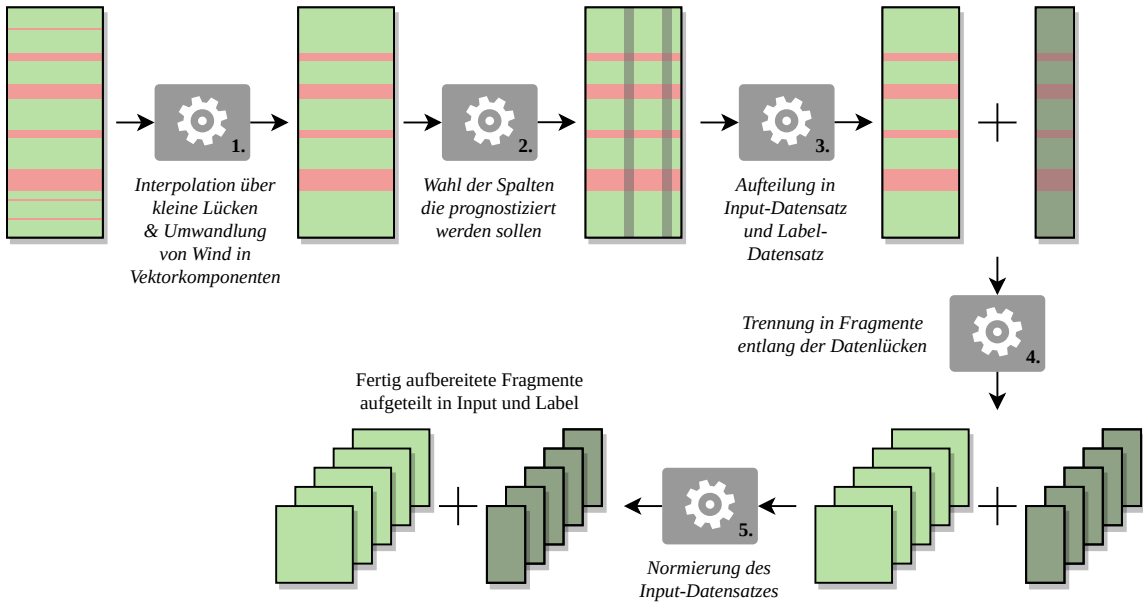 1.
Interpolation über
kleine Lücken
& Umwandlung
von Wind in
Vektorkomponenten
2.
Wahl der Spalten
die prognostiziert
werden sollen
3.
Aufteilung in
Input-Datensatz
und Label-
Datensatz
Trennung in Fragmente
entlang der Datenlücken
4.
Fertig aufbereitete Fragmente
aufgeteilt in Input und Label
5.
Normierung des
Input-Datensatzes